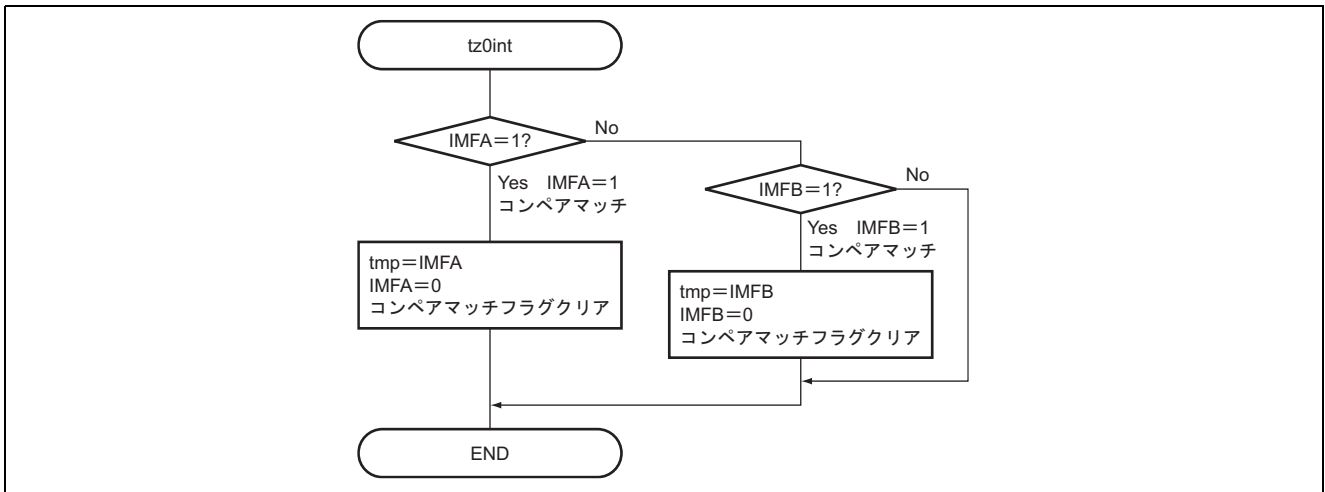 tz0int
IMFA＝1?
No
Yes　IMFA＝1
コンペアマッチ
tmp＝IMFA
IMFA＝0
コンペアマッチフラグクリア
IMFB＝1?
No
Yes　IMFB＝1
コンペアマッチ
tmp＝IMFB
IMFB＝0
コンペアマッチフラグクリア
END